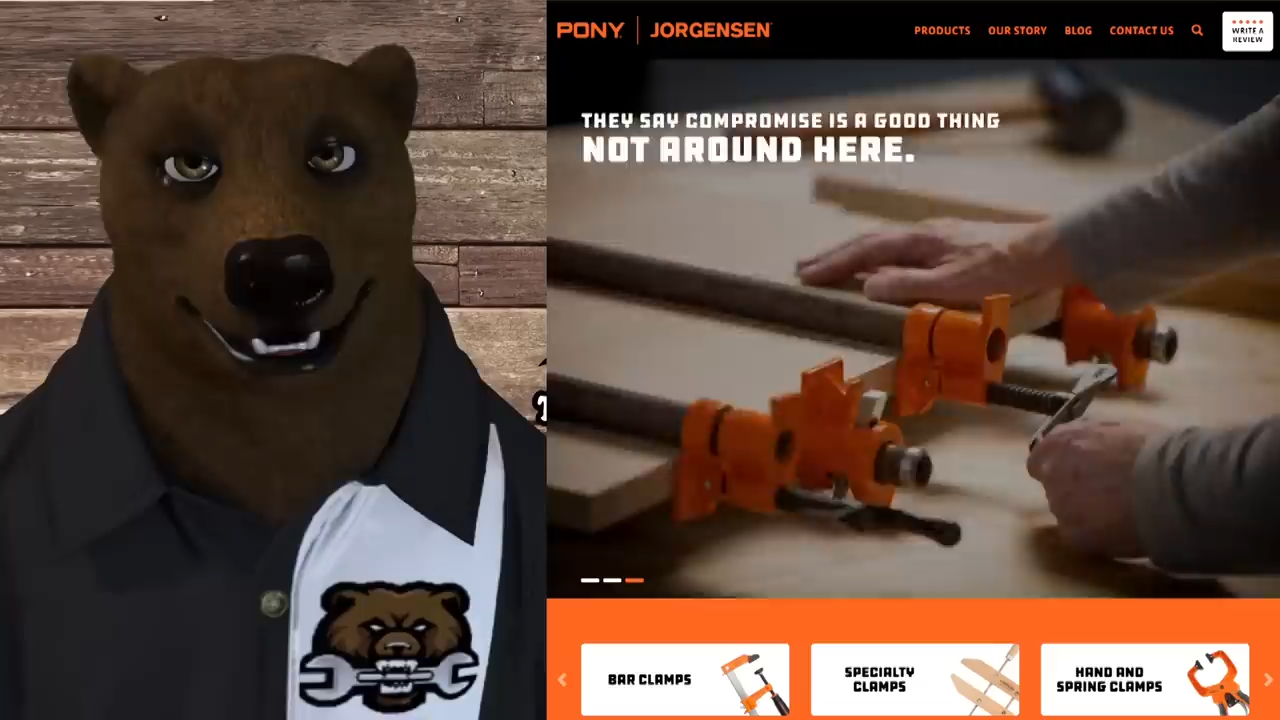 PONY | JORGENSEN
PRODUCTS OUR STORY BLOG CONTACT US
WRITE A
REVIEW
THEY SAY COMPROMISE IS A GOOD THING
NOT AROUND HERE.
BAR CLAMPS
SPECIALTY
CLAMPS
HAND AND
SPRING CLAMPS